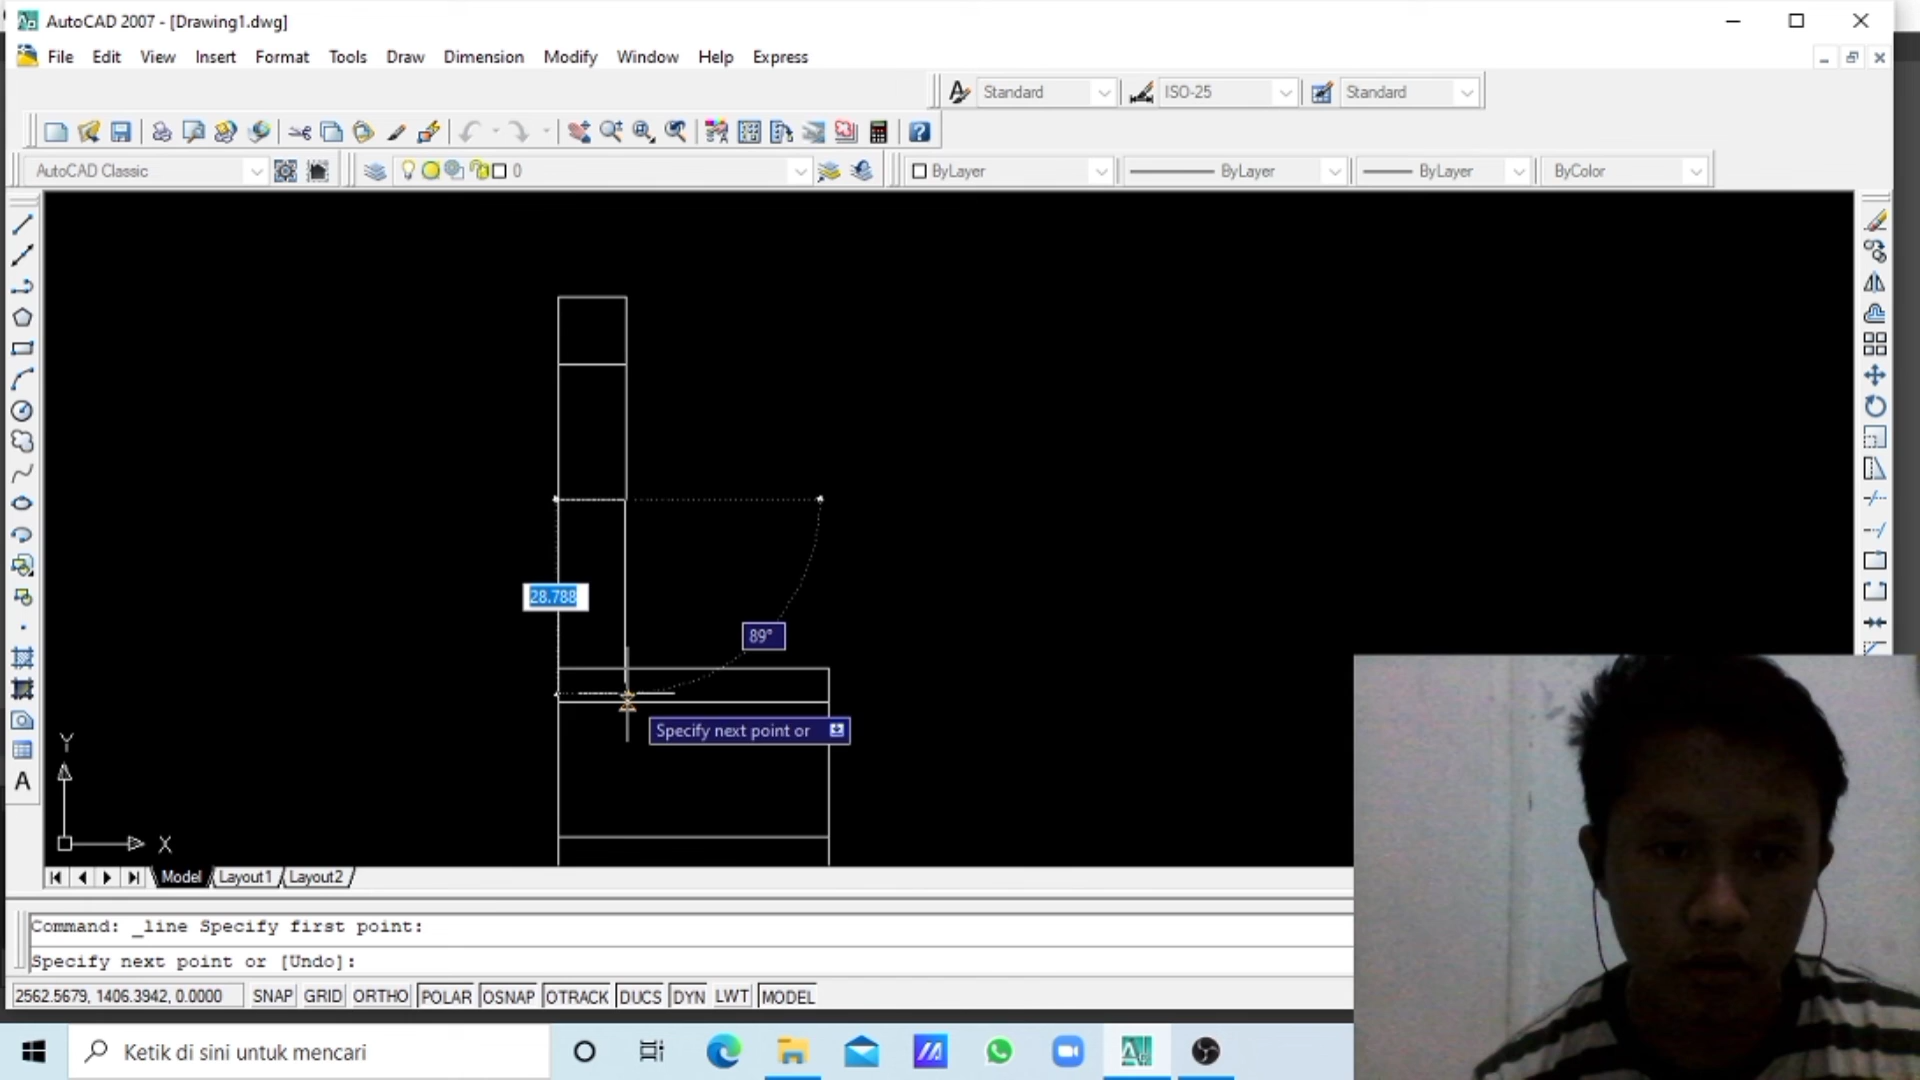 AutoCAD 2007 - [Drawing1.dwg]
File Edit View Insert Format Tools Draw Dimension Modify Window Help Express
Standard ISO-25 Standard
AutoCAD Classic 0 ByLayer ByLayer ByLayer ByColor
28.788
89°
Specify next point or
Y
X
A
Model Layout1 Layout2
Command: _line Specify first point:
Specify next point or [Undo]:
2562.5679, 1406.3942, 0.0000 SNAP GRID ORTHO POLAR OSNAP OTRACK DUCS DYN LWT MODEL
Ketik di sini untuk mencari